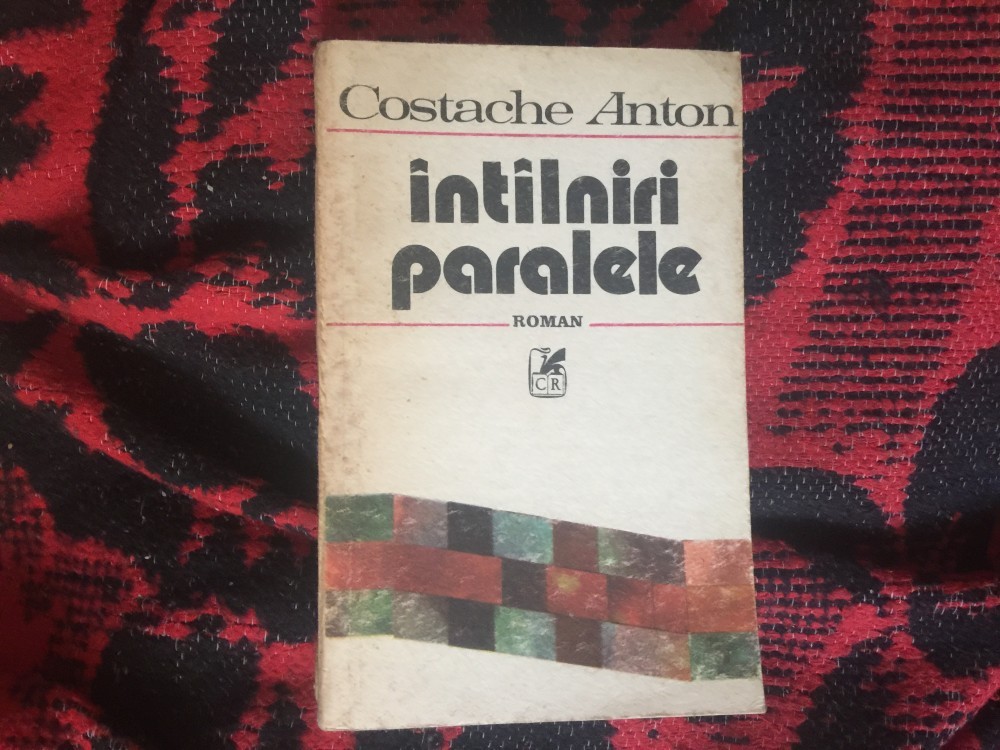 Costache Anton
întîlniri
paralele
ROMAN
CR